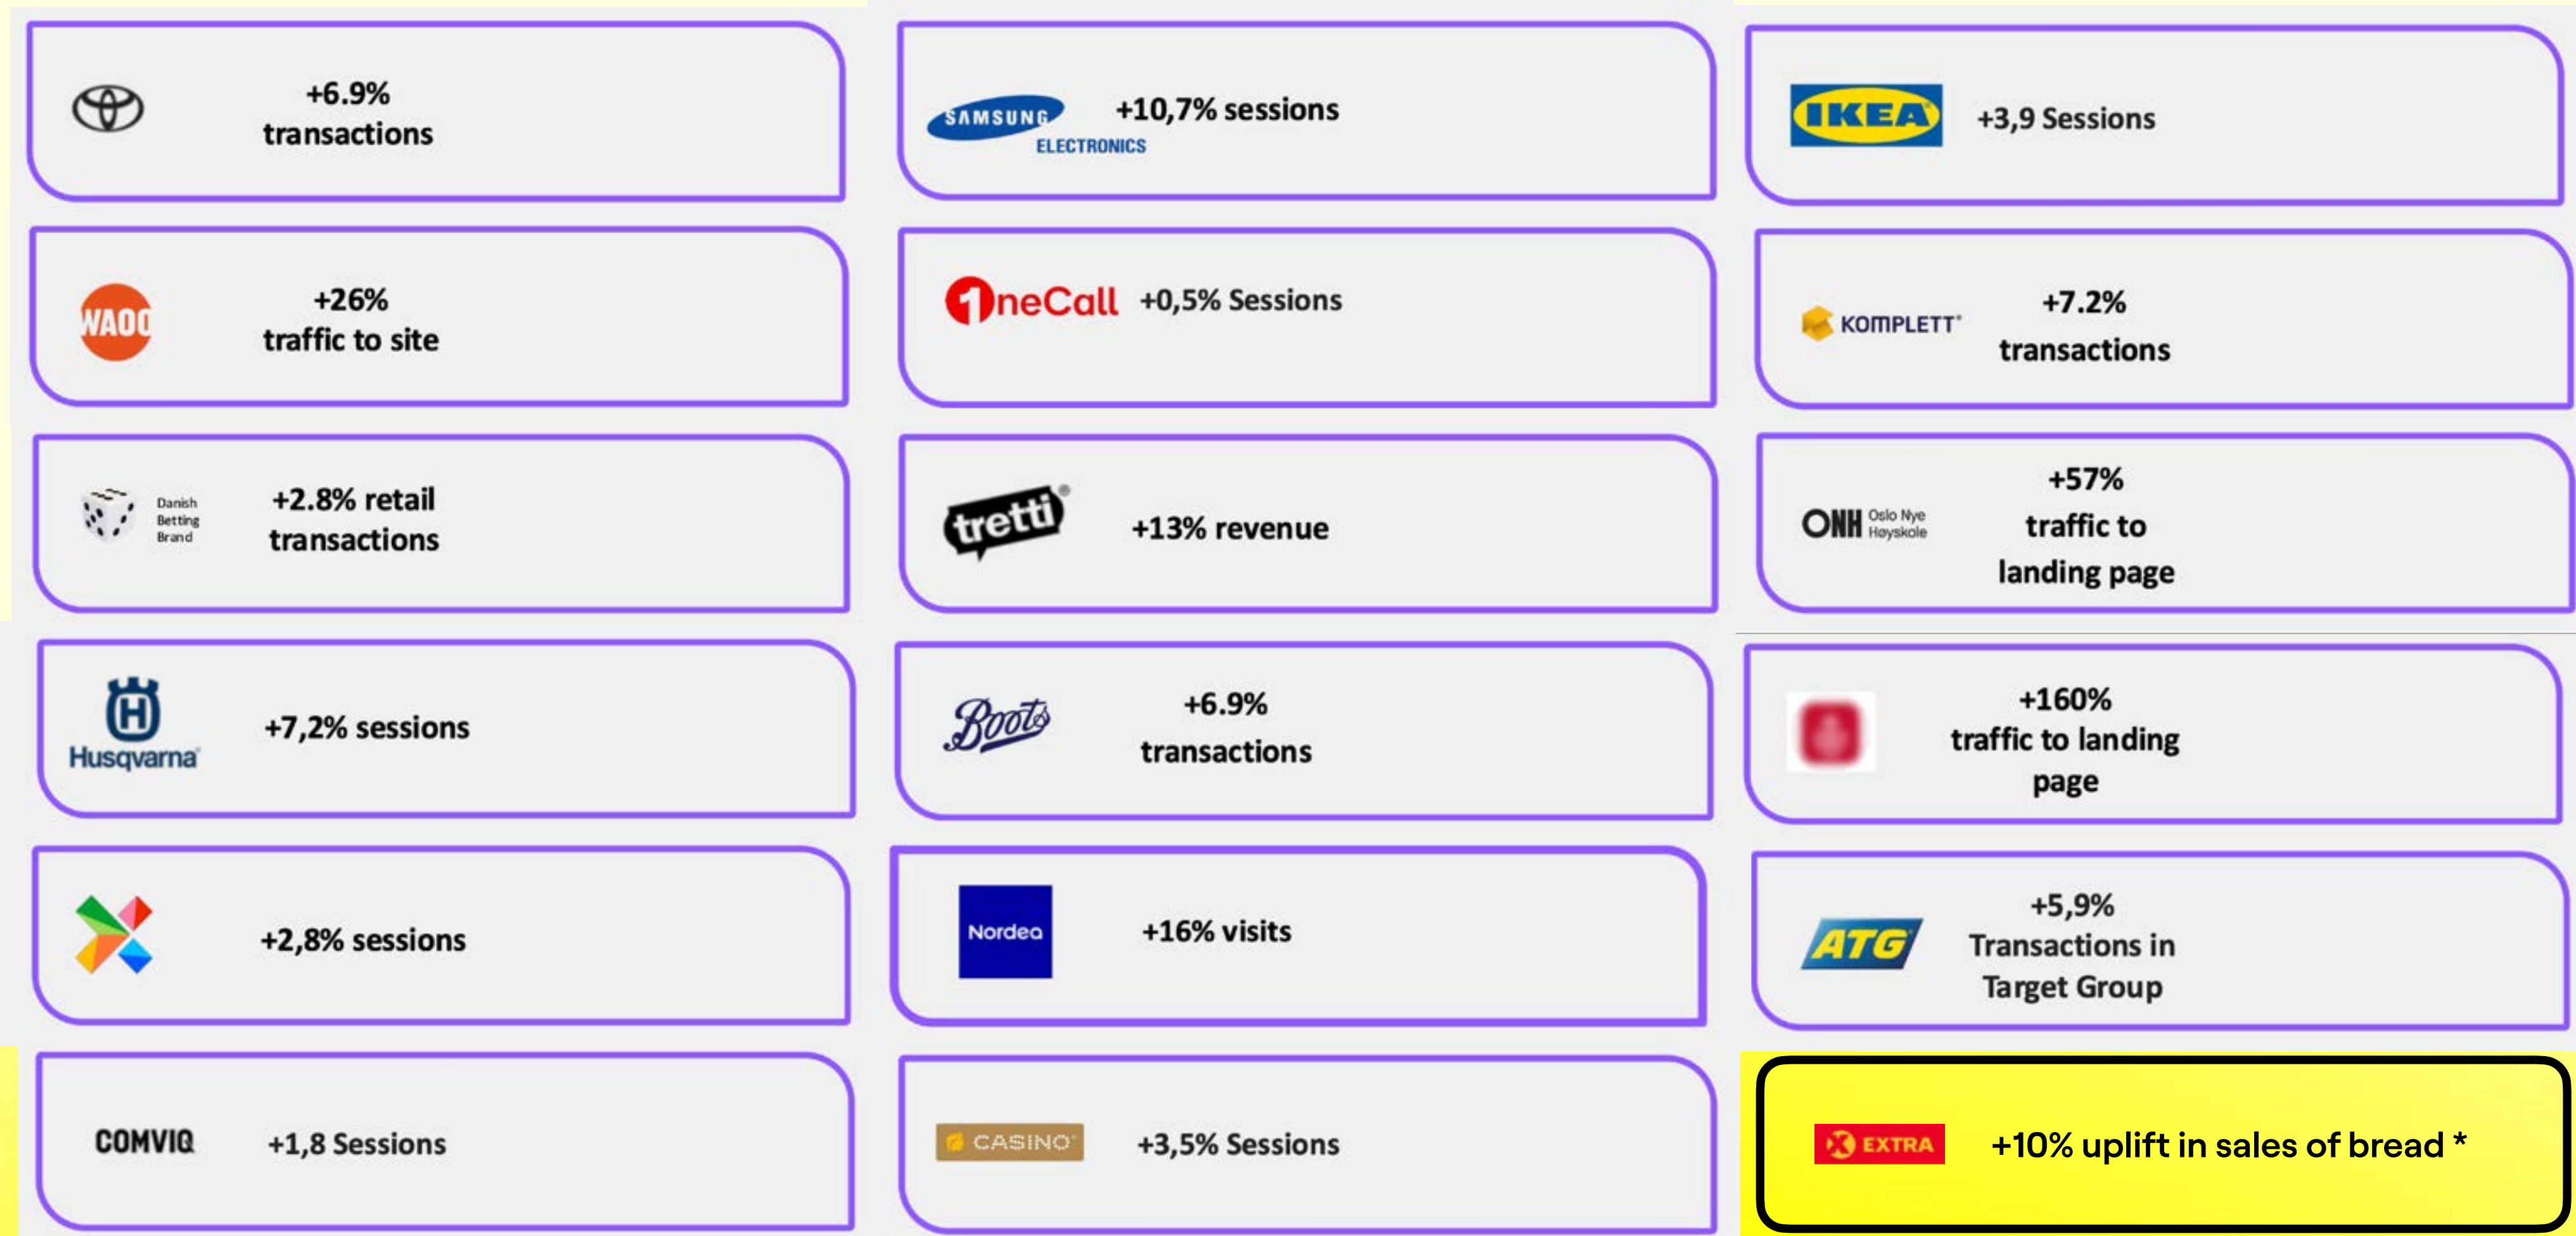 +6.9%
transactions
SAMSUNG
ELECTRONICS
+10,7% sessions
IKEA
+3,9 Sessions
WAOO
+26%
traffic to site
1neCall
+0,5% Sessions
KOMPLETT
+7.2%
transactions
Danish
Betting
Brand
+2.8% retail
transactions
tretti®
+13% revenue
ONH
Oslo Nye
Høyskole
+57%
traffic to
landing page
H
Husqvarna
+7,2% sessions
Boots
+6.9%
transactions
+160%
traffic to landing
page
+2,8% sessions
Nordea
+16% visits
ATG
+5,9%
Transactions in
Target Group
COMVIQ
+1,8 Sessions
CASINO
+3,5% Sessions
X EXTRA
+10% uplift in sales of bread *